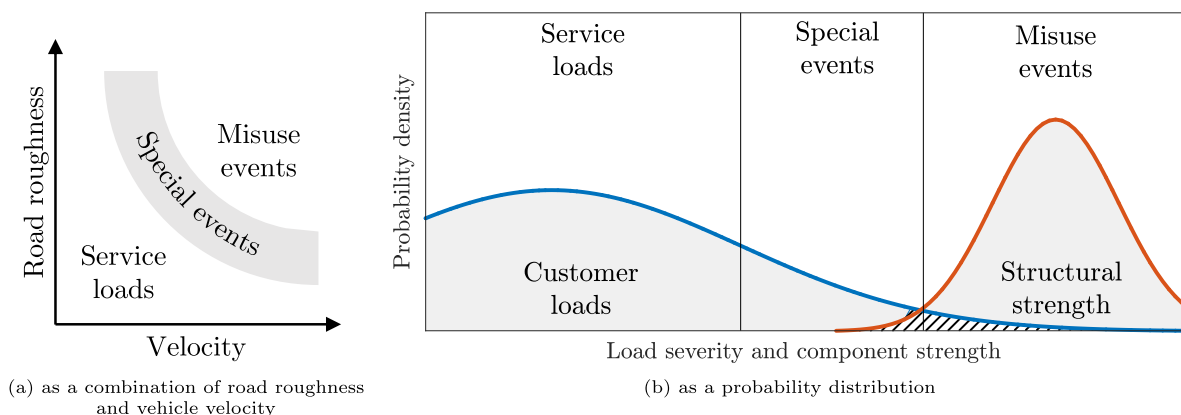 Road roughness
Misuse
events
Special events
Service
loads
Velocity
(a) as a combination of road roughness
and vehicle velocity
Probability density
Service
loads
Special
events
Misuse
events
Customer
loads
Structural
strength
Load severity and component strength
(b) as a probability distribution